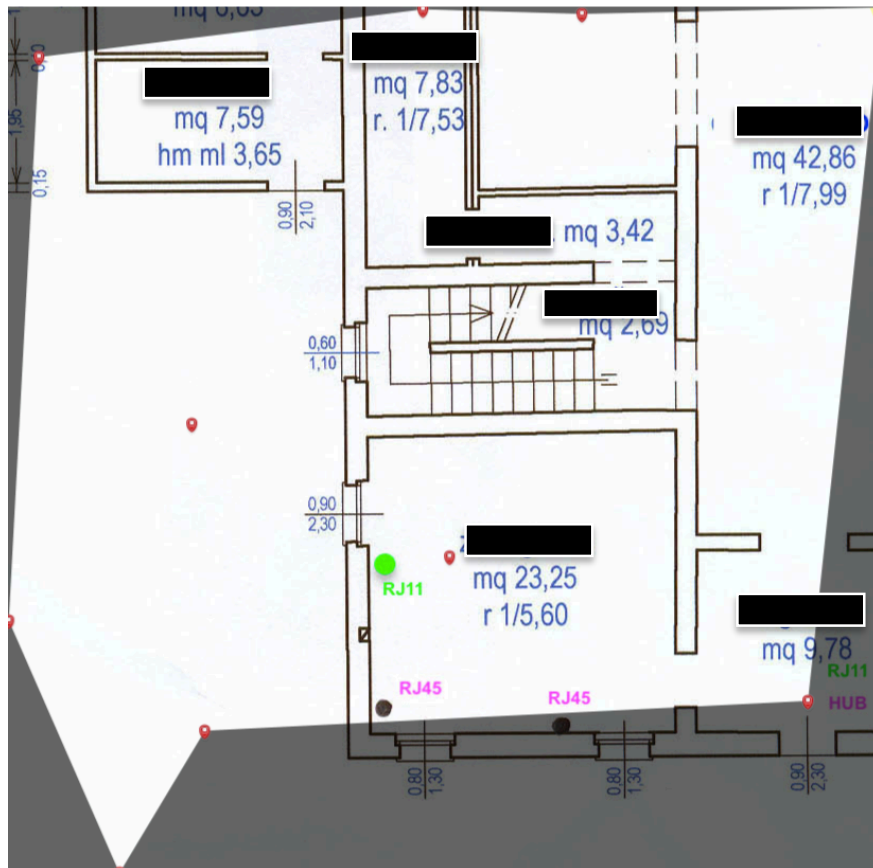 mq 7,83
r. 1/7,53
mq 7,59
hm ml 3,65
mq 42,86
r 1/7,99
1,95
0,15
0,90
2,10
mq 3,42
mq 2,69
0,60
1,10
0,90
2,30
mq 23,25
r 1/5,60
RJ11
mq 9,78
RJ11
RJ45
RJ45
HUB
0,80
1,30
0,80
1,30
0,90
2,30